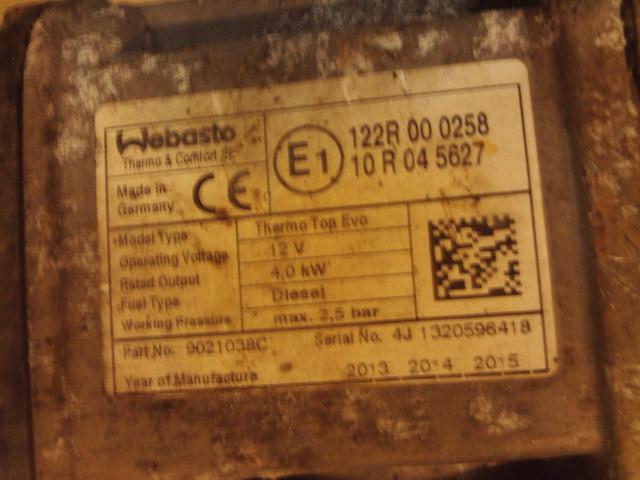 Webasto
Thermo & Comfort SE
Made in
Germany
CE
E1
122R 00 0258
10 R 04 5627
Model Type Thermo Top Evo
Operating Voltage 12 V
Rated Output 4,0 kW
Fuel Type Diesel
Working Pressure max. 2,5 bar
Part No. 9021038C Serial No. 4J 1320596418
Year of Manufacture 2013 2014 2015